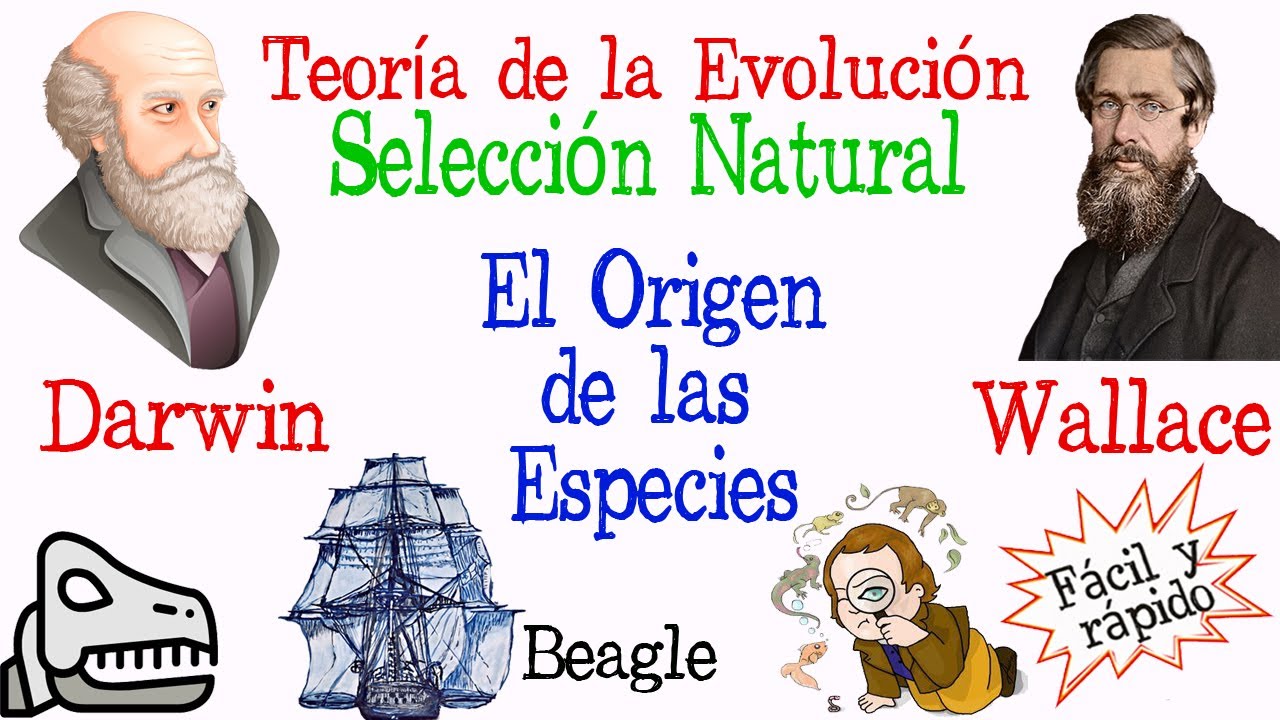 Teoría de la Evolución
Selección Natural
El Origen
de las
Especies
Darwin
Wallace
Beagle
Fácil y
rápido